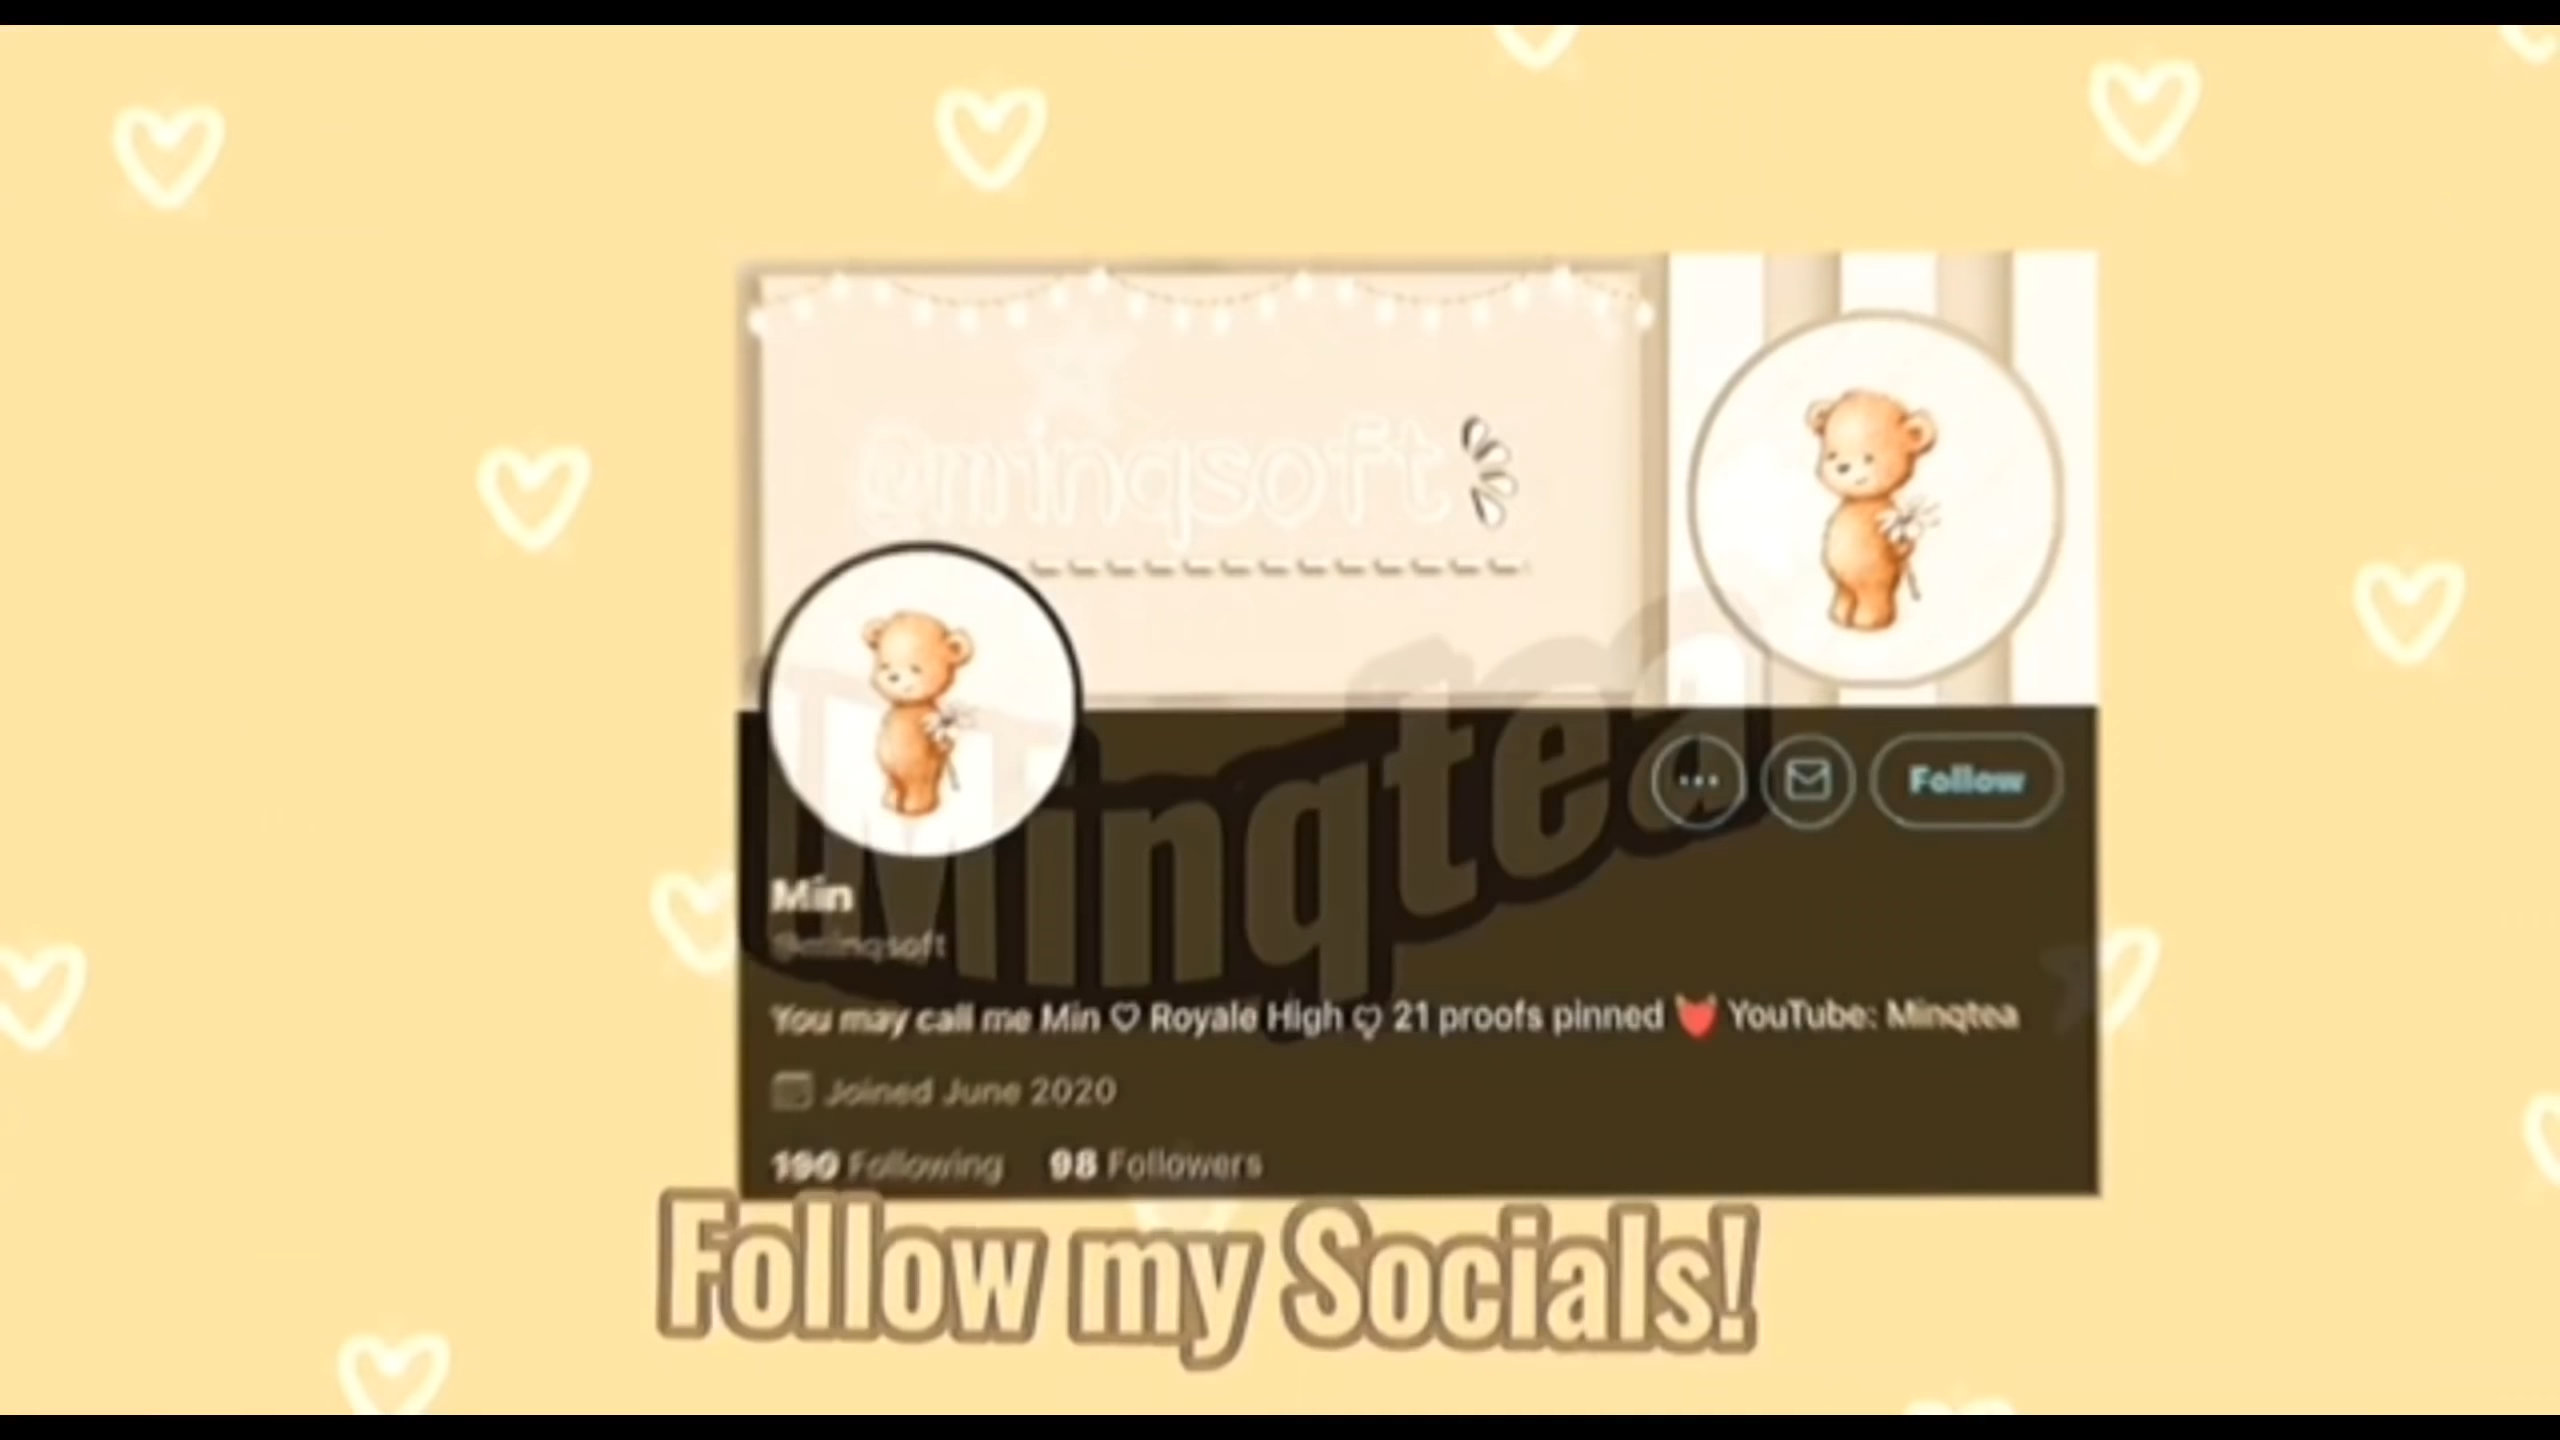 @minqsoft
Minqtea
Follow
Min
@minqsoft
You may call me Min ♡ Royale High ღ 21 proofs pinned 💓 YouTube: Minqtea
Joined June 2020
190 Following 98 Followers
Follow my Socials!